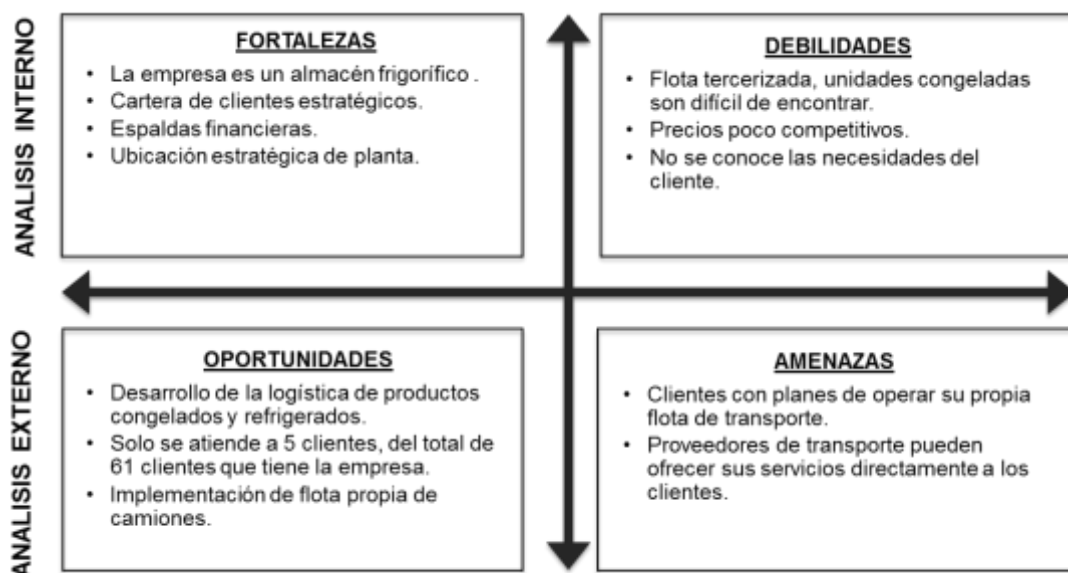 ANALISIS INTERNO
FORTALEZAS
• La empresa es un almacén frigorífico .
• Cartera de clientes estratégicos.
• Espaldas financieras.
• Ubicación estratégica de planta.
DEBILIDADES
• Flota tercerizada, unidades congeladas
son difícil de encontrar.
• Precios poco competitivos.
• No se conoce las necesidades del
cliente.
ANALISIS EXTERNO
OPORTUNIDADES
• Desarrollo de la logística de productos
congelados y refrigerados.
• Solo se atiende a 5 clientes, del total de
61 clientes que tiene la empresa.
• Implementación de flota propia de
camiones.
AMENAZAS
• Clientes con planes de operar su propia
flota de transporte.
• Proveedores de transporte pueden
ofrecer sus servicios directamente a los
clientes.